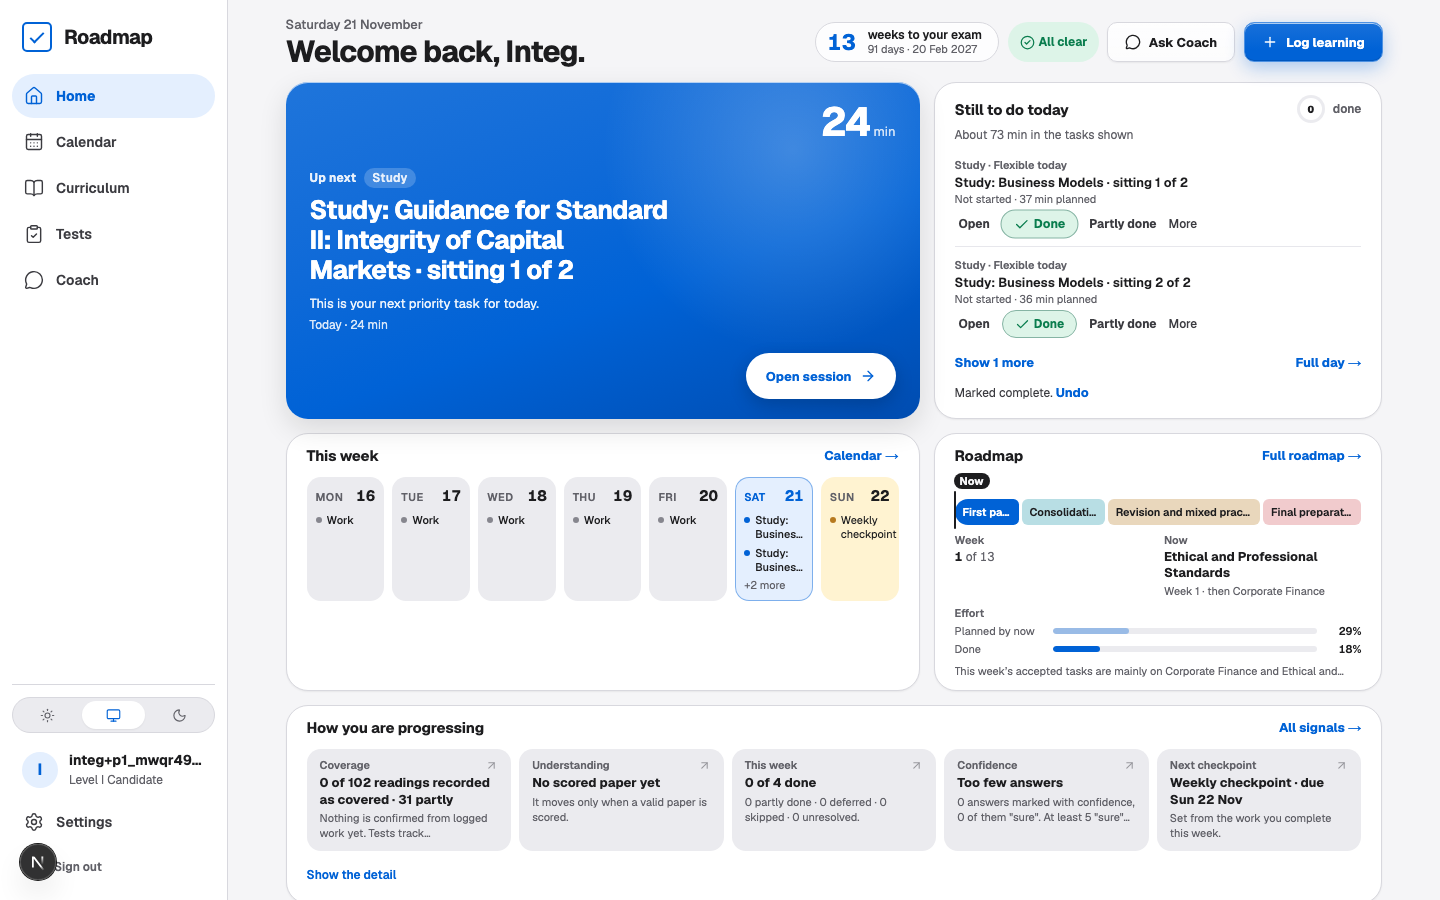 Roadmap
Home
Calendar
Curriculum
Tests
Coach
integ+p1_mwqr49...
I
Level I Candidate
Settings
N
Sign out
Saturday 21 November
Welcome back, Integ.
13
weeks to your exam
91 days · 20 Feb 2027
All clear
Ask Coach
Log learning
24 min
Up next
Study
Study: Guidance for Standard
II: Integrity of Capital
Markets · sitting 1 of 2
This is your next priority task for today.
Today · 24 min
Open session →
Still to do today
0 done
About 73 min in the tasks shown
Study · Flexible today
Study: Business Models · sitting 1 of 2
Not started · 37 min planned
Open
Done
Partly done
More
Study · Flexible today
Study: Business Models · sitting 2 of 2
Not started · 36 min planned
Open
Done
Partly done
More
Show 1 more
Full day →
Marked complete. Undo
This week
Calendar →
MON 16
Work
TUE 17
Work
WED 18
Work
THU 19
Work
FRI 20
Work
SAT 21
Study:
Busines...
Study:
Busines...
+2 more
SUN 22
Weekly
checkpoint
Roadmap
Full roadmap →
Now
First pa...
Consolidati...
Revision and mixed prac...
Final preparat...
Week
1 of 13
Now
Ethical and Professional
Standards
Week 1 · then Corporate Finance
Effort
Planned by now 29%
Done 18%
This week's accepted tasks are mainly on Corporate Finance and Ethical and...
How you are progressing
All signals →
Coverage
0 of 102 readings recorded
as covered · 31 partly
Nothing is confirmed from logged
work yet. Tests track...
Understanding
No scored paper yet
It moves only when a valid paper is
scored.
This week
0 of 4 done
0 partly done · 0 deferred · 0
skipped · 0 unresolved.
Confidence
Too few answers
0 answers marked with confidence,
0 of them "sure". At least 5 "sure"...
Next checkpoint
Weekly checkpoint · due
Sun 22 Nov
Set from the work you complete
this week.
Show the detail